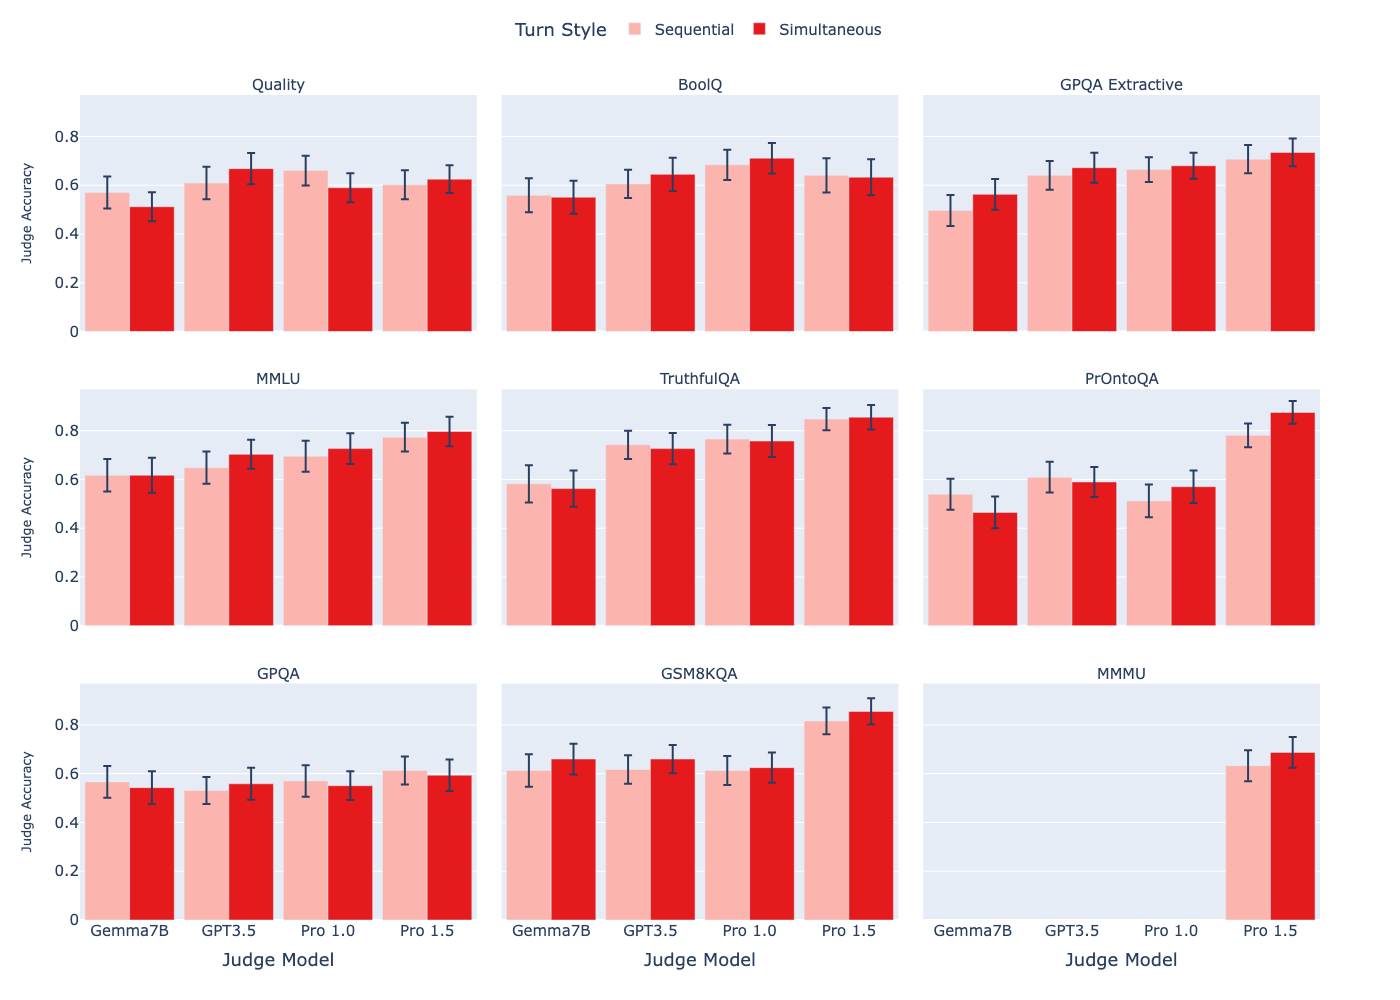 Turn Style Sequential Simultaneous
Quality BoolQ GPQA Extractive
Judge Accuracy
0.8
0.6
0.4
0.2
0
MMLU TruthfulQA PrOntoQA
Judge Accuracy
0.8
0.6
0.4
0.2
0
GPQA GSM8KQA MMMU
Judge Accuracy
0.8
0.6
0.4
0.2
0
Gemma7B GPT3.5 Pro 1.0 Pro 1.5 Gemma7B GPT3.5 Pro 1.0 Pro 1.5 Gemma7B GPT3.5 Pro 1.0 Pro 1.5
Judge Model Judge Model Judge Model